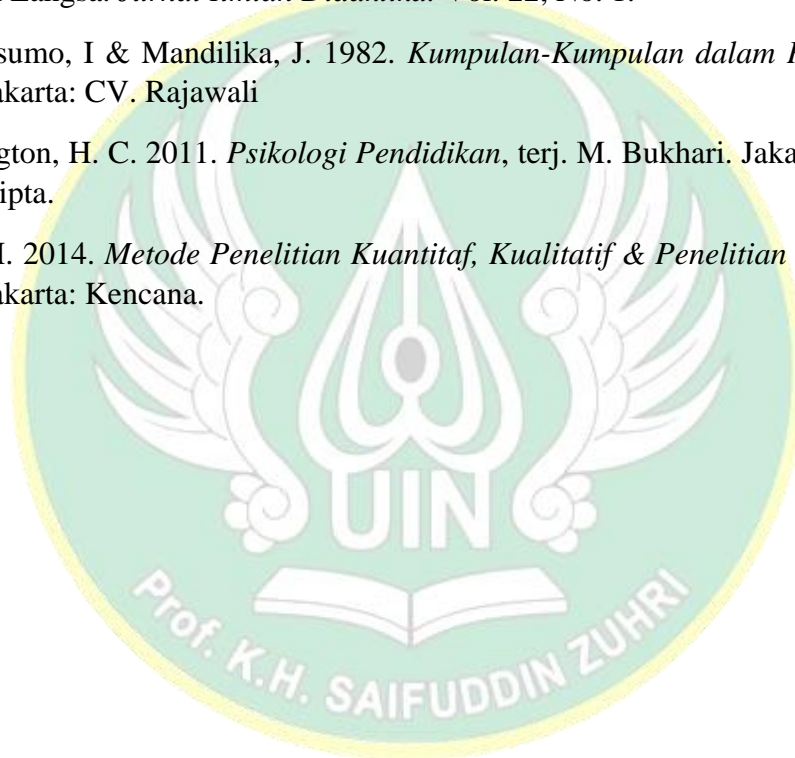 Langsa. Jurnal Ilmiah Didaktika. Vol. 22, No. 1.
sumo, I & Mandilika, J. 1982. Kumpulan-Kumpulan dalam
akarta: CV. Rajawali
gton, H. C. 2011. Psikologi Pendidikan, terj. M. Bukhari. Jaka
ipta.
. 2014. Metode Penelitian Kuantitaf, Kualitatif & Penelitian
akarta: Kencana.
UIN
Prof. K.H. SAIFUDDIN ZUHRI